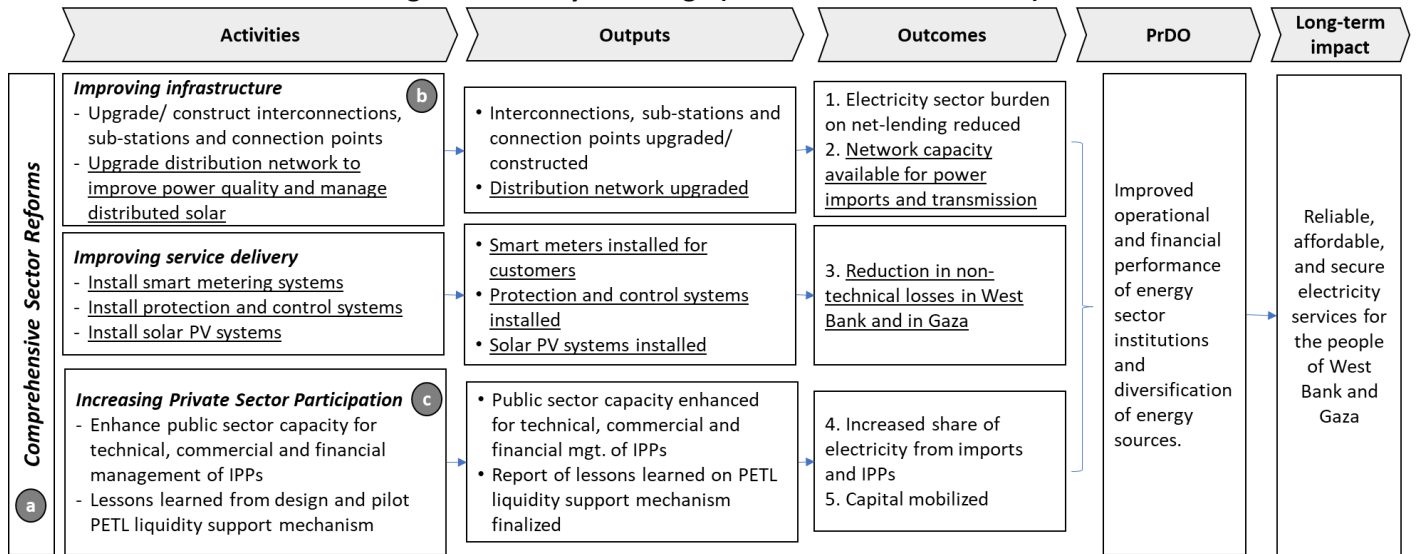 Activities
Outputs
Outcomes
PrDO
Long-term
impact
Comprehensive Sector Reforms
a
Improving infrastructure
b
- Upgrade/ construct interconnections,
sub-stations and connection points
- Upgrade distribution network to
improve power quality and manage
distributed solar
• Interconnections, sub-stations and
connection points upgraded/
constructed
• Distribution network upgraded
1. Electricity sector burden
on net-lending reduced
2. Network capacity
available for power
imports and transmission
Improving service delivery
- Install smart metering systems
- Install protection and control systems
- Install solar PV systems
• Smart meters installed for
customers
• Protection and control systems
installed
• Solar PV systems installed
3. Reduction in non-
technical losses in West
Bank and in Gaza
Increasing Private Sector Participation
c
- Enhance public sector capacity for
technical, commercial and financial
management of IPPs
- Lessons learned from design and pilot
PETL liquidity support mechanism
• Public sector capacity enhanced
for technical, commercial and
financial mgt. of IPPs
• Report of lessons learned on PETL
liquidity support mechanism
finalized
4. Increased share of
electricity from imports
and IPPs
5. Capital mobilized
Improved
operational
and financial
performance
of energy
sector
institutions
and
diversification
of energy
sources.
Reliable,
affordable,
and secure
electricity
services for
the people
of West
Bank and
Gaza